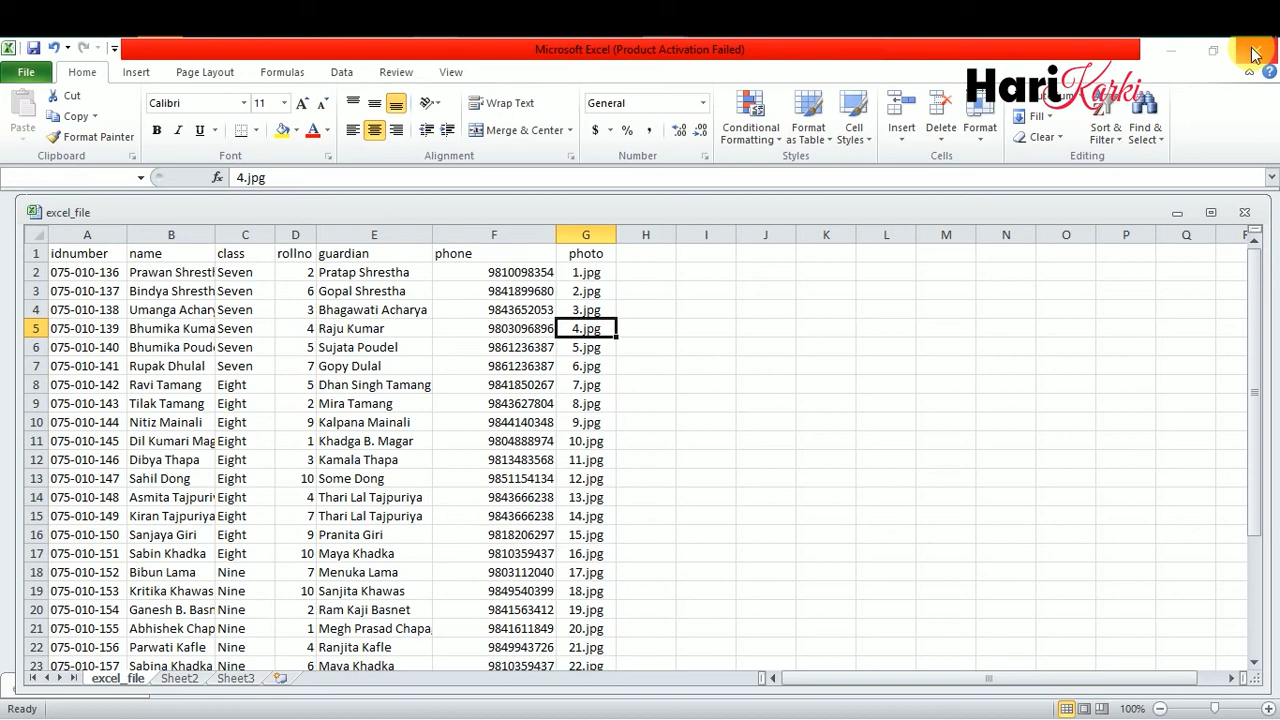 Microsoft Excel (Product Activation Failed)
File Home Insert Page Layout Formulas Data Review View
Hari Karki
Cut
Copy
Format Painter
Paste
Clipboard
Calibri 11
B I U A
Font
Wrap Text
Merge & Center
Alignment
General
$ % ,
Number
Conditional Formatting
Format as Table
Cell Styles
Styles
Insert Delete Format
Cells
Fill
Clear
Sort & Filter
Find & Select
Editing
fx 4.jpg
excel_file
A B C D E F G H I J K L M N O P Q
1 idnumber name class rollno guardian phone photo
2 075-010-136 Prawan Shresth Seven 2 Pratap Shrestha 9810098354 1.jpg
3 075-010-137 Bindya Shresth Seven 6 Gopal Shrestha 9841899680 2.jpg
4 075-010-138 Umanga Achary Seven 3 Bhagawati Acharya 9843652053 3.jpg
5 075-010-139 Bhumika Kuma Seven 4 Raju Kumar 9803096896 4.jpg
6 075-010-140 Bhumika Poud Seven 5 Sujata Poudel 9861236387 5.jpg
7 075-010-141 Rupak Dhulal Seven 7 Gopy Dulal 9861236387 6.jpg
8 075-010-142 Ravi Tamang Eight 5 Dhan Singh Tamang 9841850267 7.jpg
9 075-010-143 Tilak Tamang Eight 2 Mira Tamang 9843627804 8.jpg
10 075-010-144 Nitiz Mainali Eight 9 Kalpana Mainali 9844140348 9.jpg
11 075-010-145 Dil Kumari Mag Eight 1 Khadga B. Magar 9804888974 10.jpg
12 075-010-146 Dibya Thapa Eight 3 Kamala Thapa 9813483568 11.jpg
13 075-010-147 Sahil Dong Eight 10 Some Dong 9851154134 12.jpg
14 075-010-148 Asmita Tajpuriy Eight 4 Thari Lal Tajpuriya 9843666238 13.jpg
15 075-010-149 Kiran Tajpuriya Eight 7 Thari Lal Tajpuriya 9843666238 14.jpg
16 075-010-150 Sanjaya Giri Eight 9 Pranita Giri 9818206297 15.jpg
17 075-010-151 Sabin Khadka Eight 10 Maya Khadka 9810359437 16.jpg
18 075-010-152 Bibun Lama Nine 7 Menuka Lama 9803112040 17.jpg
19 075-010-153 Kritika Khawas Nine 10 Sanjita Khawas 9849540399 18.jpg
20 075-010-154 Ganesh B. Basn Nine 2 Ram Kaji Basnet 9841563412 19.jpg
21 075-010-155 Abhishek Chap Nine 1 Megh Prasad Chapa 9841611849 20.jpg
22 075-010-156 Parwati Kafle Nine 4 Ranjita Kafle 9849943726 21.jpg
23 075-010-157 Sabina Khadka Nine 6 Maya Khadka 9810359437 22.jpg
excel_file Sheet2 Sheet3
Ready 100%